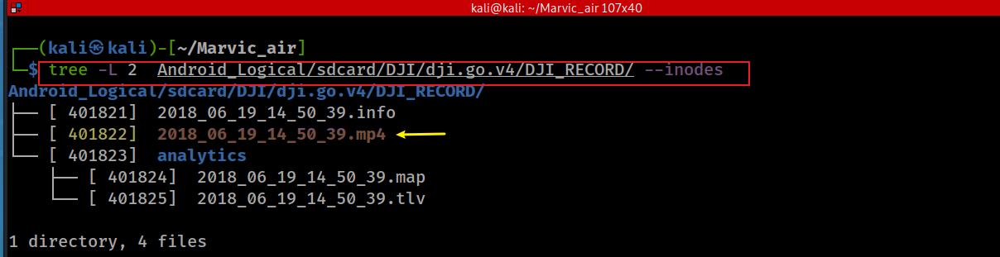 kali@kali: ~/Marvic_air 107x40
┌──(kali㉿kali)-[~/Marvic_air]
└─$ tree -L 2 Android_Logical/sdcard/DJI/dji.go.v4/DJI_RECORD/ --inodes
Android_Logical/sdcard/DJI/dji.go.v4/DJI_RECORD/
├── [ 401821]  2018_06_19_14_50_39.info
├── [ 401822]  2018_06_19_14_50_39.mp4
└── [ 401823]  analytics
    ├── [ 401824]  2018_06_19_14_50_39.map
    └── [ 401825]  2018_06_19_14_50_39.tlv
1 directory, 4 files